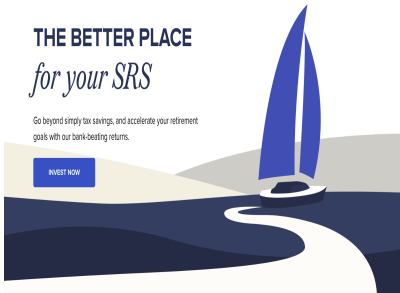 THE BETTER PLACE
for your SRS
Go beyond simply tax savings, and accelerate your retirement
goals with our bank-beating returns.
INVEST NOW